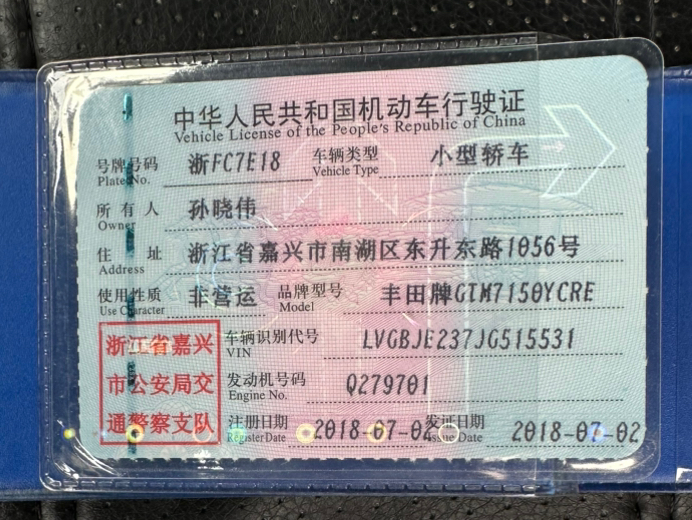 中华人民共和国机动车行驶证
Vehicle License of the People's Republic of China
号牌号码 浙FC7E18 车辆类型 小型轿车
Plate No. Vehicle Type
所有人 孙晓伟
Owner
住址 浙江省嘉兴市南湖区东升东路1056号
Address
使用性质 非营运 品牌型号 丰田牌GTM7150YCRE
Use Character Model
浙江省嘉兴 车辆识别代号 LVGBJE237JG515531
VIN
市公安局交 发动机号码 Q279701
Engine No.
通警察支队 注册日期 2018-07-02 发证日期 2018-07-02
Register Date Issue Date